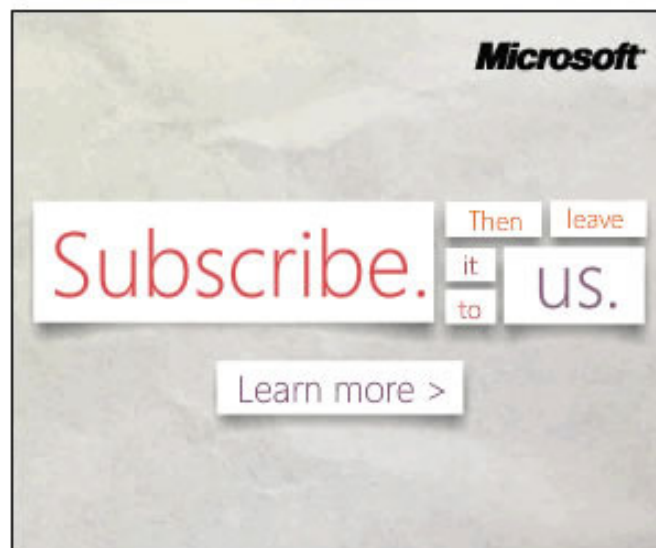 Microsoft
Subscribe.
Then leave
it
to
us.
Learn more >